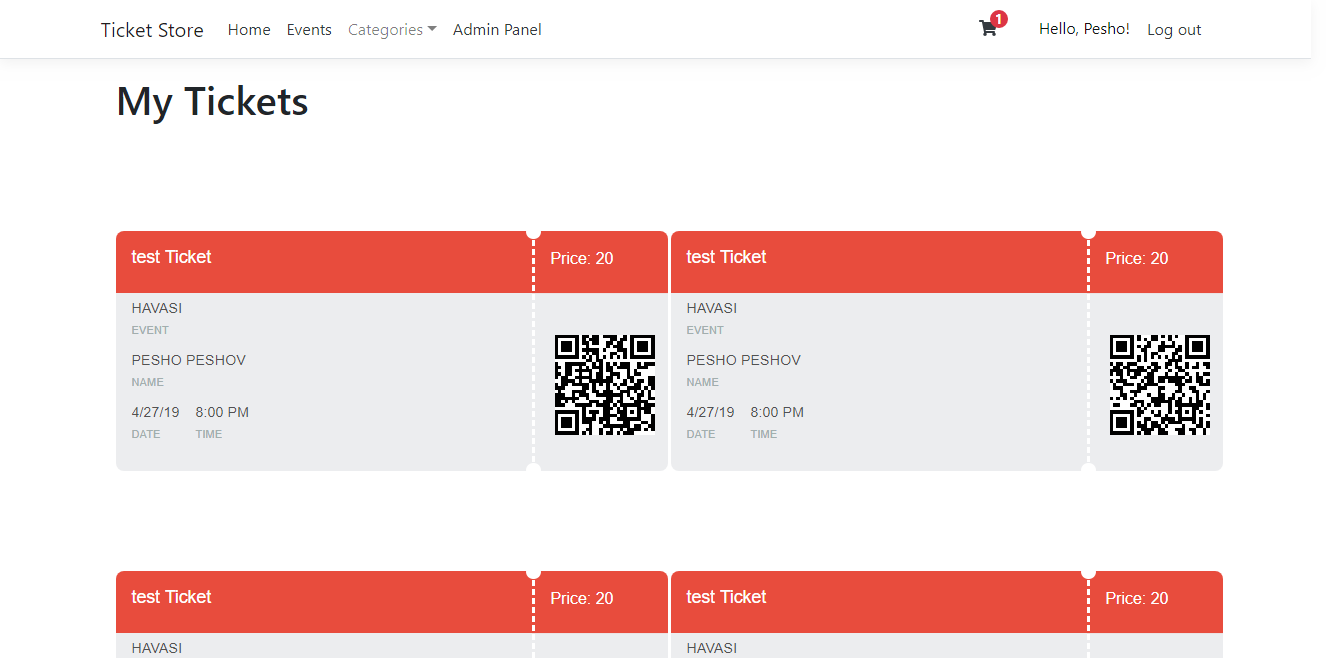 Ticket Store Home Events Categories Admin Panel 1 Hello, Pesho! Log out
My Tickets
test Ticket
Price: 20
HAVASI
EVENT
PESHO PESHOV
NAME
4/27/19 8:00 PM
DATE TIME
test Ticket
Price: 20
HAVASI
EVENT
PESHO PESHOV
NAME
4/27/19 8:00 PM
DATE TIME
test Ticket
Price: 20
HAVASI
test Ticket
Price: 20
HAVASI